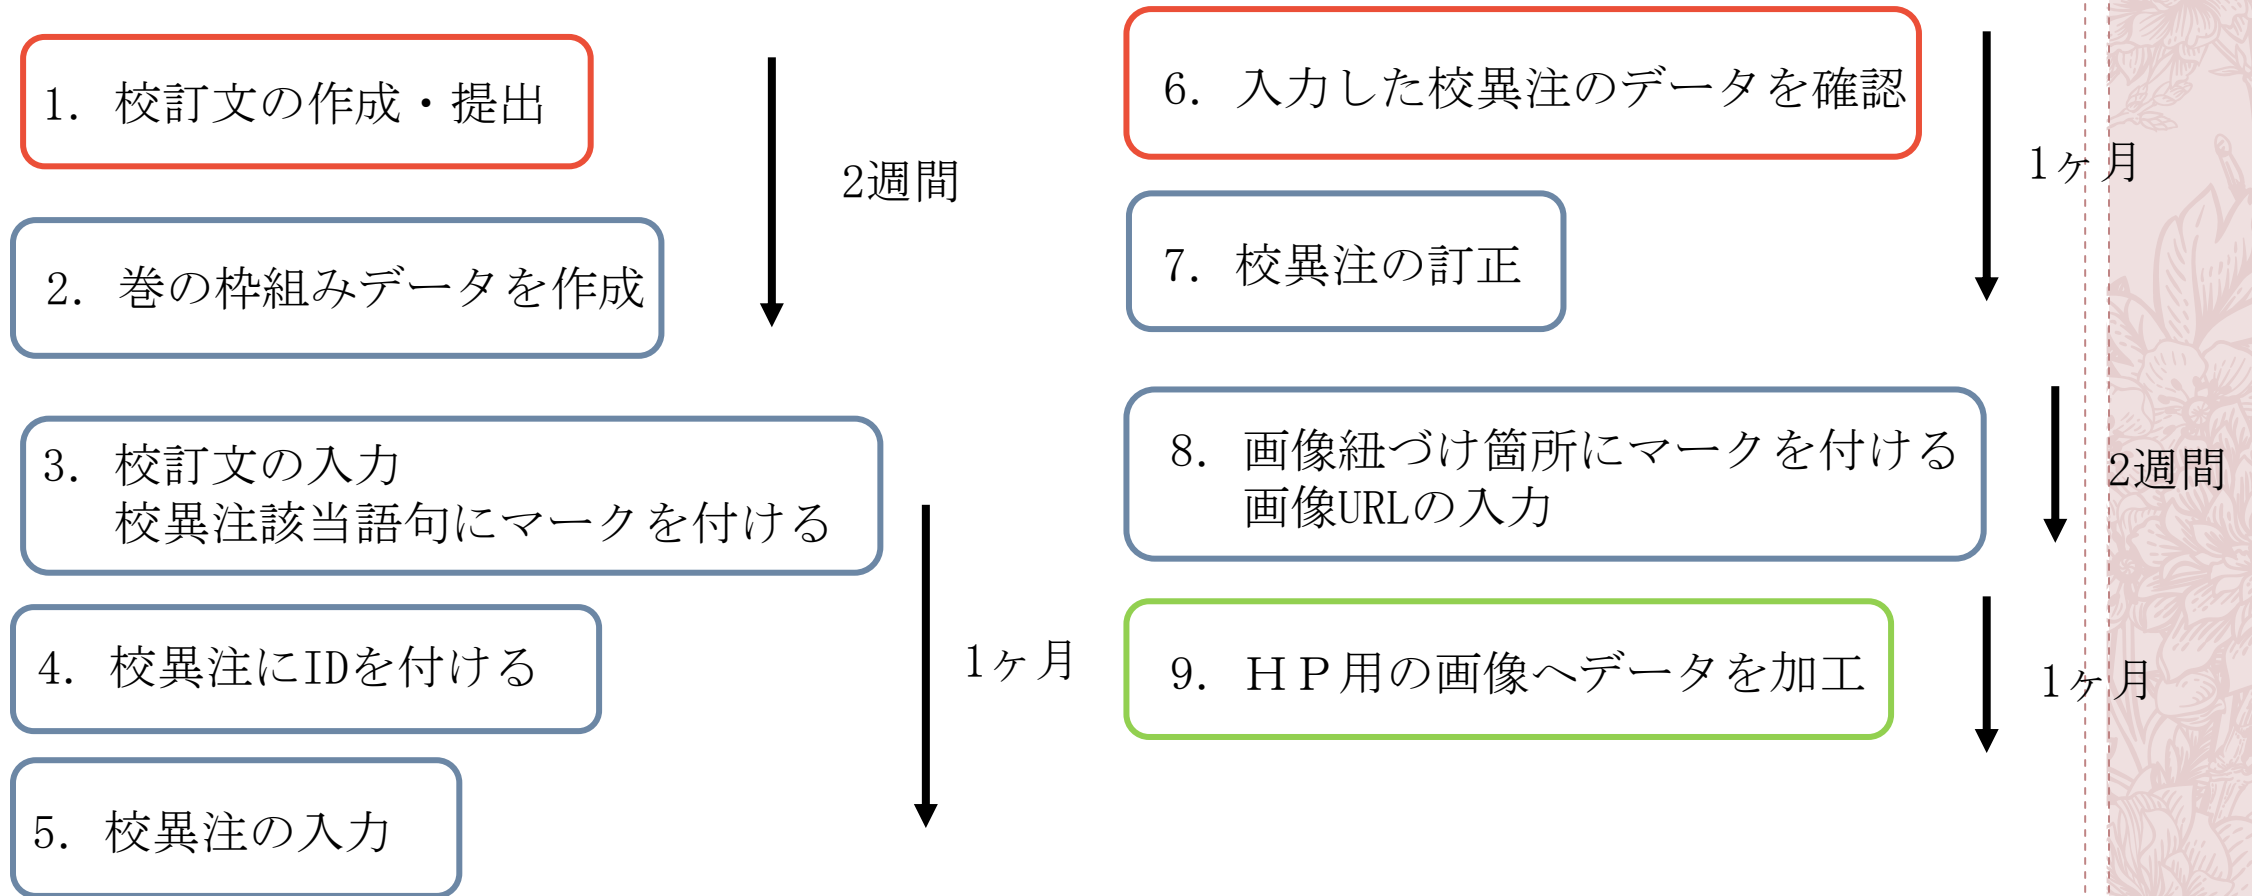 1. 校訂文の作成・提出
2. 巻の枠組みデータを作成
2週間
3. 校訂文の入力
校異注該当語句にマークを付ける
4. 校異注にIDを付ける
5. 校異注の入力
1ヶ月
6. 入力した校異注のデータを確認
7. 校異注の訂正
1ヶ月
8. 画像紐づけ箇所にマークを付ける
画像URLの入力
2週間
9. ＨＰ用の画像へデータを加工
1ヶ月